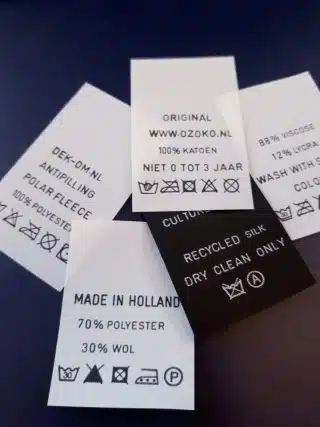 ORIGINAL
WWW.OZOKO.NL
100% KATOEN
NIET 0 TOT 3 JAAR
DEK-OM.NL
ANTIPILLING
POLAR FLEECE
100% POLYESTER
88% VISCOSE
12% LYCRA
WASH WITH
COLO
CULTUR
RECYCLED SILK
DRY CLEAN ONLY
A
MADE IN HOLLAND
70% POLYESTER
30% WOL
30
P